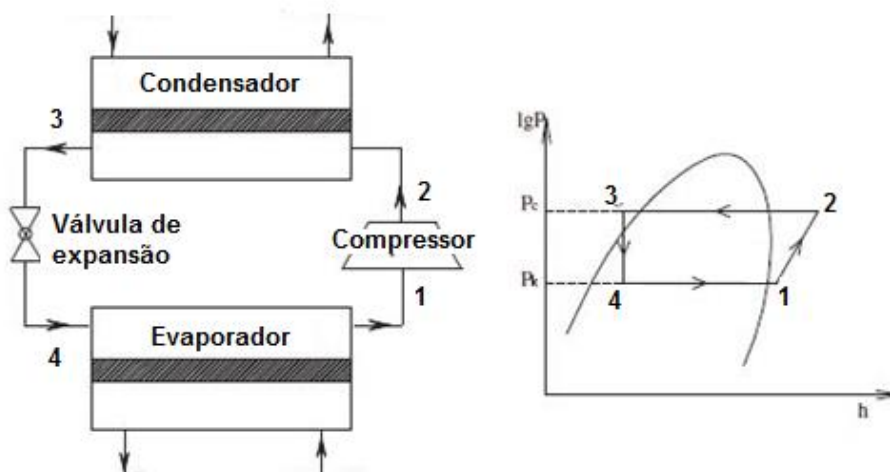 Condensador
3
2
Válvula de
expansão
Compressor
1
4
Evaporador
lgP
Pc
3
2
Pk
4
1
h